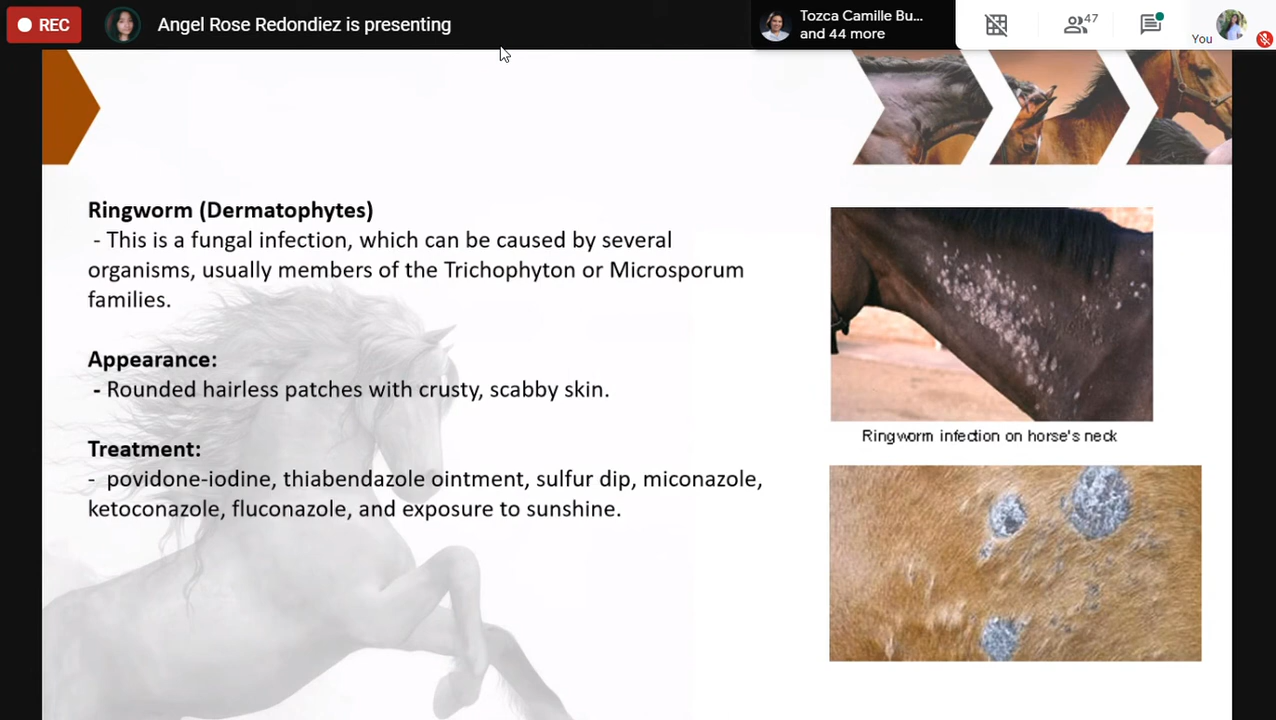 REC
Angel Rose Redondiez is presenting
Tozca Camille Bu...
and 44 more
47
You
Ringworm (Dermatophytes)
- This is a fungal infection, which can be caused by several
organisms, usually members of the Trichophyton or Microsporum
families.
Appearance:
- Rounded hairless patches with crusty, scabby skin.
Treatment:
- povidone-iodine, thiabendazole ointment, sulfur dip, miconazole,
ketoconazole, fluconazole, and exposure to sunshine.
Ringworm infection on horse's neck